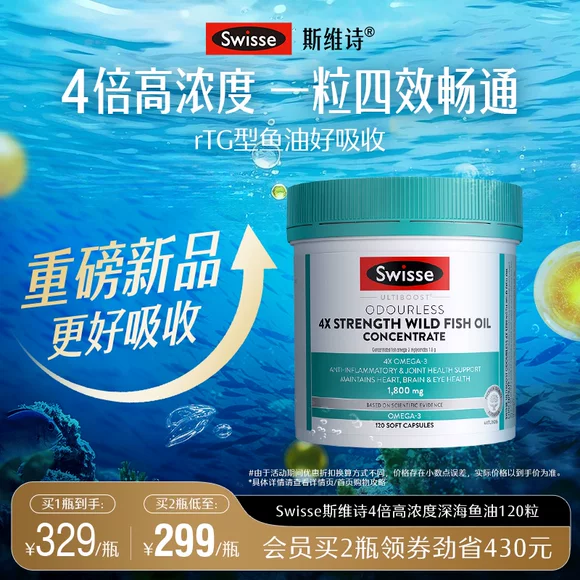 Swisse 斯维诗®
4倍高浓度 一粒四效畅通
rTG型鱼油好吸收
重磅新品
更好吸收
Swisse
ULTIBOOST
ODOURLESS
4X STRENGTH WILD FISH OIL
CONCENTRATE
4X OMEGA-3
ANTI-INFLAMMATORY & JOINT HEALTH SUPPORT
MAINTAINS HEART, BRAIN & EYE HEALTH
1,800 mg
BASED ON SCIENTIFIC EVIDENCE
OMEGA-3
120 SOFT CAPSULES
#由于活动期间优惠折扣换算方式不同，价格存在小数点误差，实际价格以到手价为准。
*具体详情请查看详情页/首页购物攻略
买1瓶到手：
¥329/瓶
买2瓶低至：
¥299/瓶
Swisse斯维诗4倍高浓度深海鱼油120粒
会员买2瓶领券劲省430元